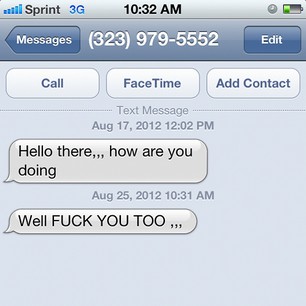 Sprint 3G 10:32 AM
Messages (323) 979-5552 Edit
Call FaceTime Add Contact
Text Message
Aug 17, 2012 12:02 PM
Hello there,,, how are you
doing
Aug 25, 2012 10:31 AM
Well FUCK YOU TOO ,,,